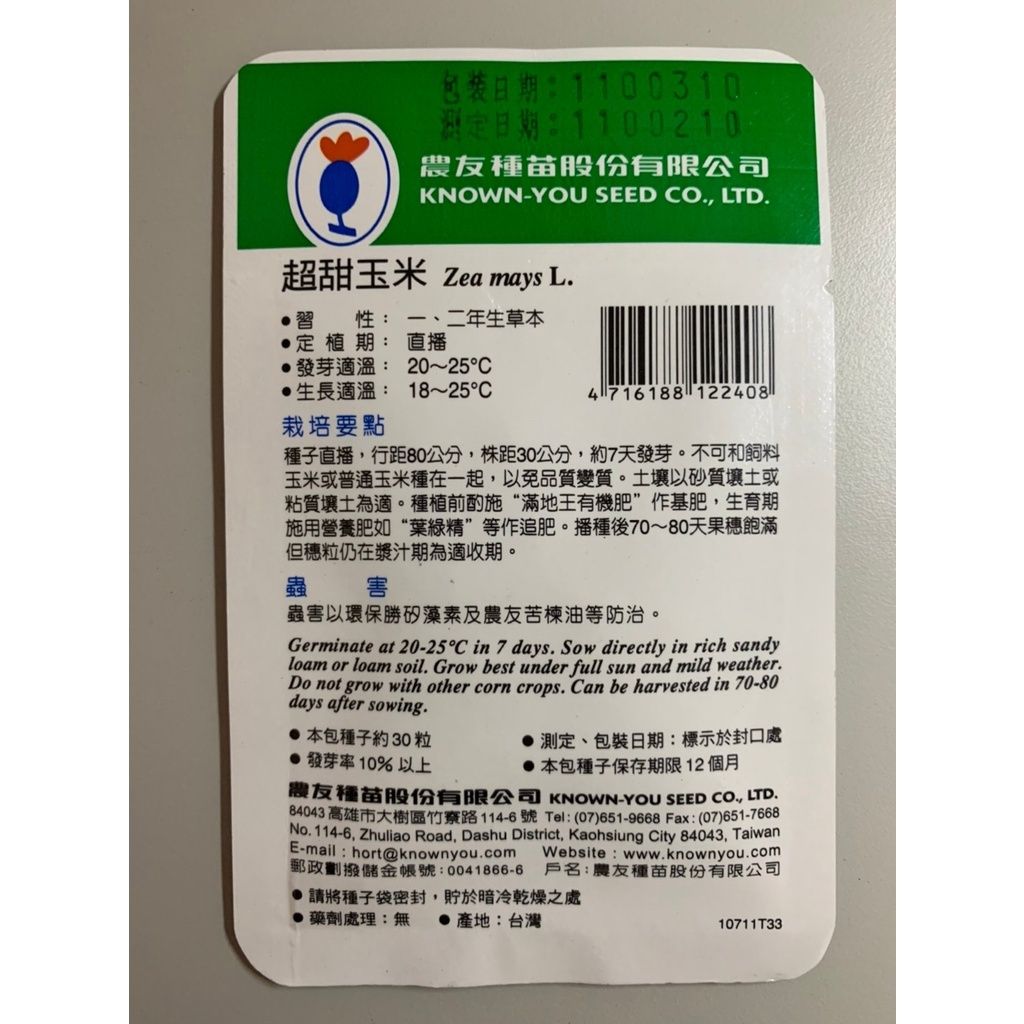 包裝日期：1100310
測定日期：1100210
農友種苗股份有限公司
KNOWN-YOU SEED CO., LTD.
超甜玉米 Zea mays L.
●習　性：一、二年生草本
●定植期：直播
●發芽適溫：20～25°C
●生長適溫：18～25°C
4 716188 122408
栽培要點
種子直播，行距80公分，株距30公分，約7天發芽。不可和飼料
玉米或普通玉米種在一起，以免品質變質。土壤以砂質壤土或
粘質壤土為適。種植前酌施“滿地王有機肥”作基肥，生育期
施用營養肥如“葉綠精”等作追肥。播種後70～80天果穗飽滿
但穗粒仍在漿汁期為適收期。
蟲　害
蟲害以環保勝矽藻素及農友苦楝油等防治。
Germinate at 20-25°C in 7 days. Sow directly in rich sandy
loam or loam soil. Grow best under full sun and mild weather.
Do not grow with other corn crops. Can be harvested in 70-80
days after sowing.
●本包種子約30粒 ●測定、包裝日期：標示於封口處
●發芽率10%以上 ●本包種子保存期限12個月
農友種苗股份有限公司 KNOWN-YOU SEED CO., LTD.
84043高雄市大樹區竹寮路114-6號 Tel: (07)651-9668 Fax: (07)651-7668
No. 114-6, Zhuliao Road, Dashu District, Kaohsiung City 84043, Taiwan
E-mail : hort@knownyou.com Website : www.knownyou.com
郵政劃撥儲金帳號：0041866-6 戶名：農友種苗股份有限公司
●請將種子袋密封，貯於暗冷乾燥之處
●藥劑處理：無 ●產地：台灣 10711T33